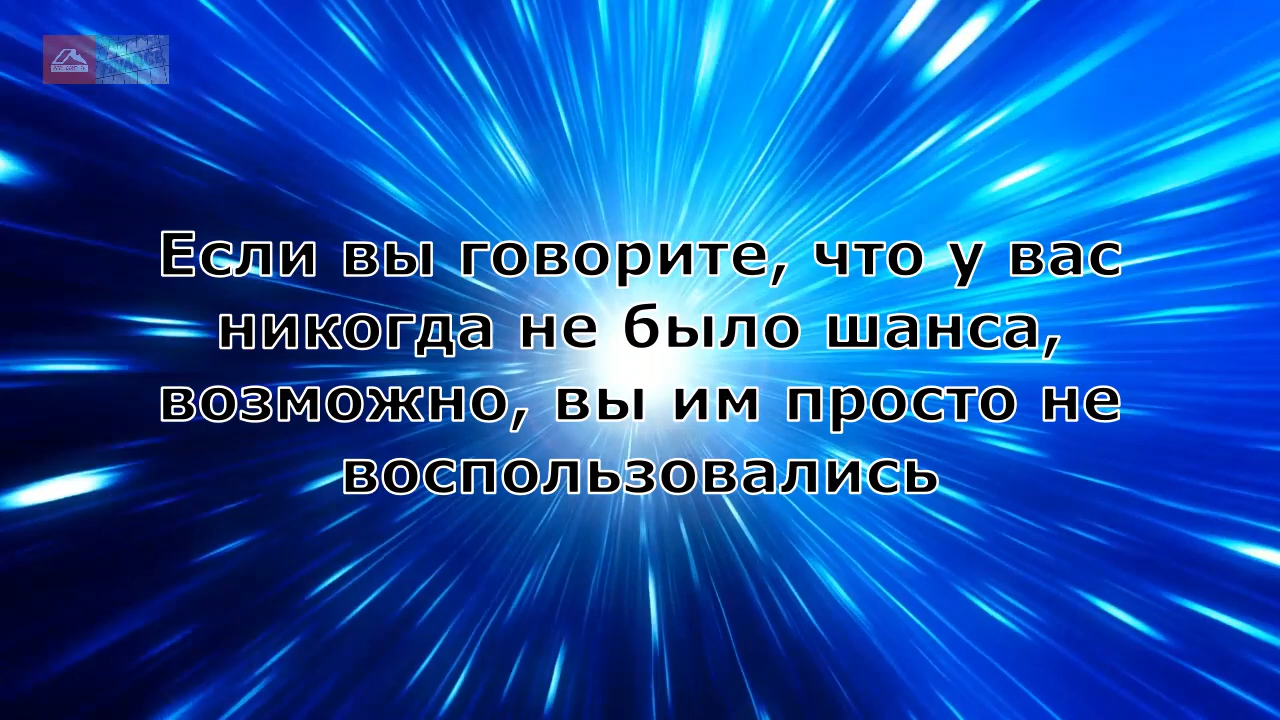 Если вы говорите, что у вас
никогда не было шанса,
возможно, вы им просто не
воспользовались